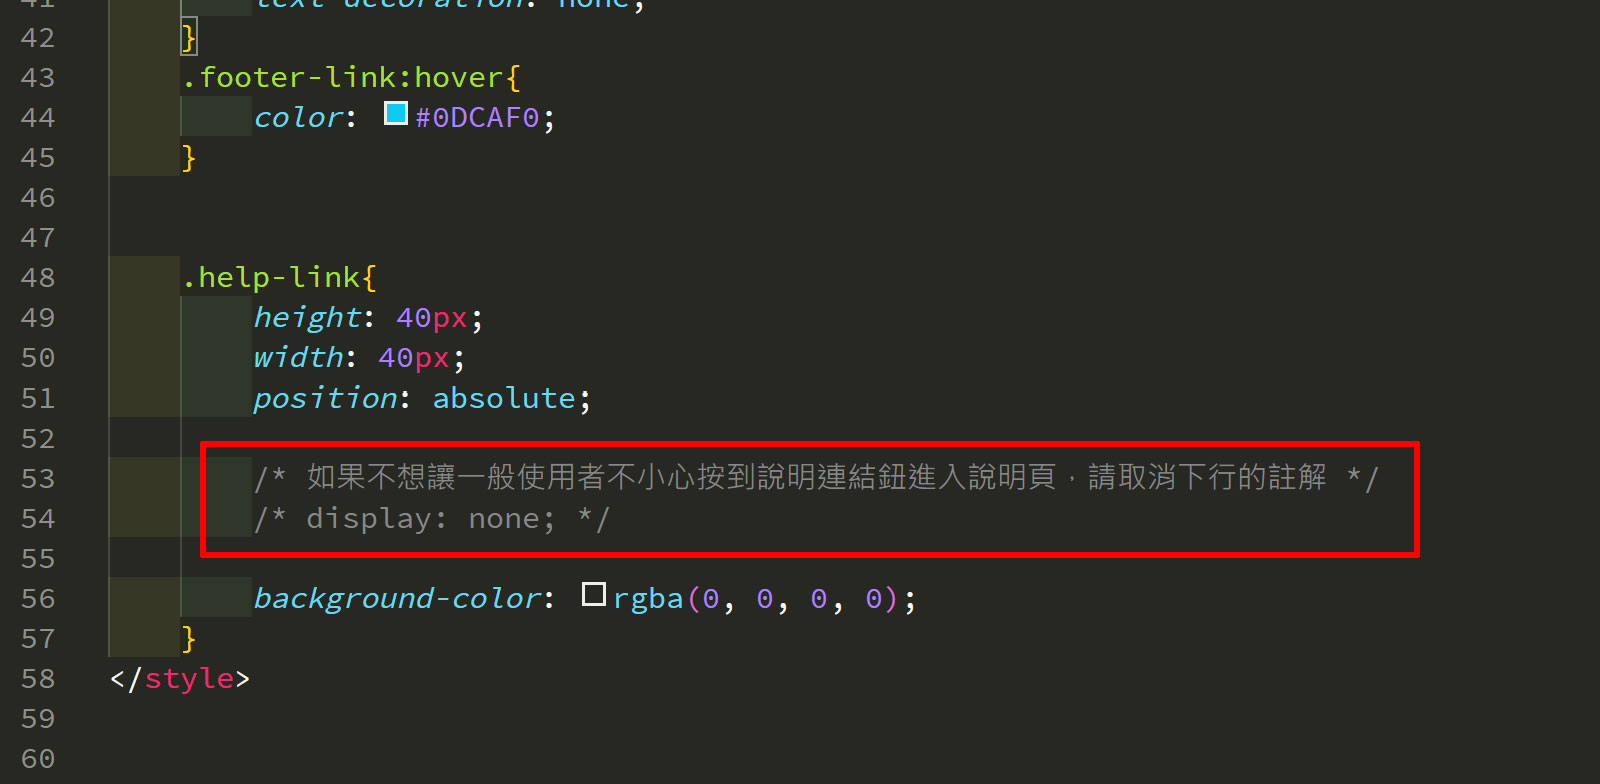 41 text-decoration: none;
42 }
43 .footer-link:hover{
44 color: #0DCAF0;
45 }
46
47
48 .help-link{
49 height: 40px;
50 width: 40px;
51 position: absolute;
52
53 /* 如果不想讓一般使用者不小心按到說明連結鈕進入說明頁，請取消下行的註解 */
54 /* display: none; */
55
56 background-color: rgba(0, 0, 0, 0);
57 }
58 </style>
59
60